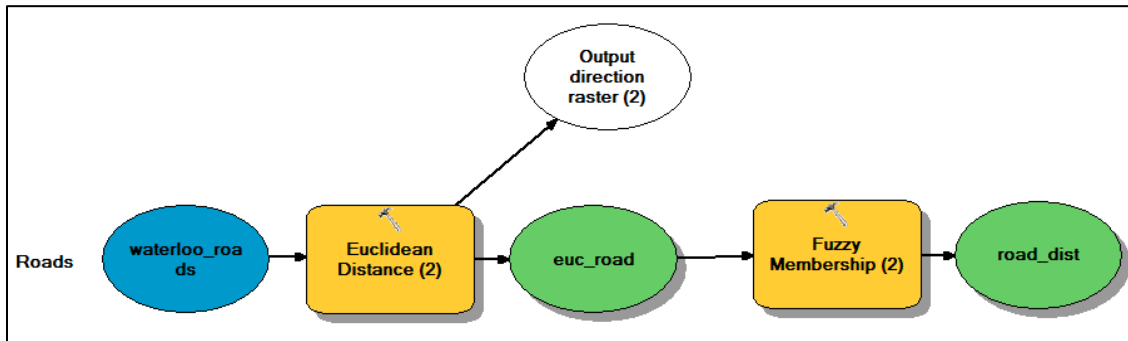 Output
direction
raster (2)
Roads
waterloo_roa
ds
Euclidean
Distance (2)
euc_road
Fuzzy
Membership (2)
road_dist